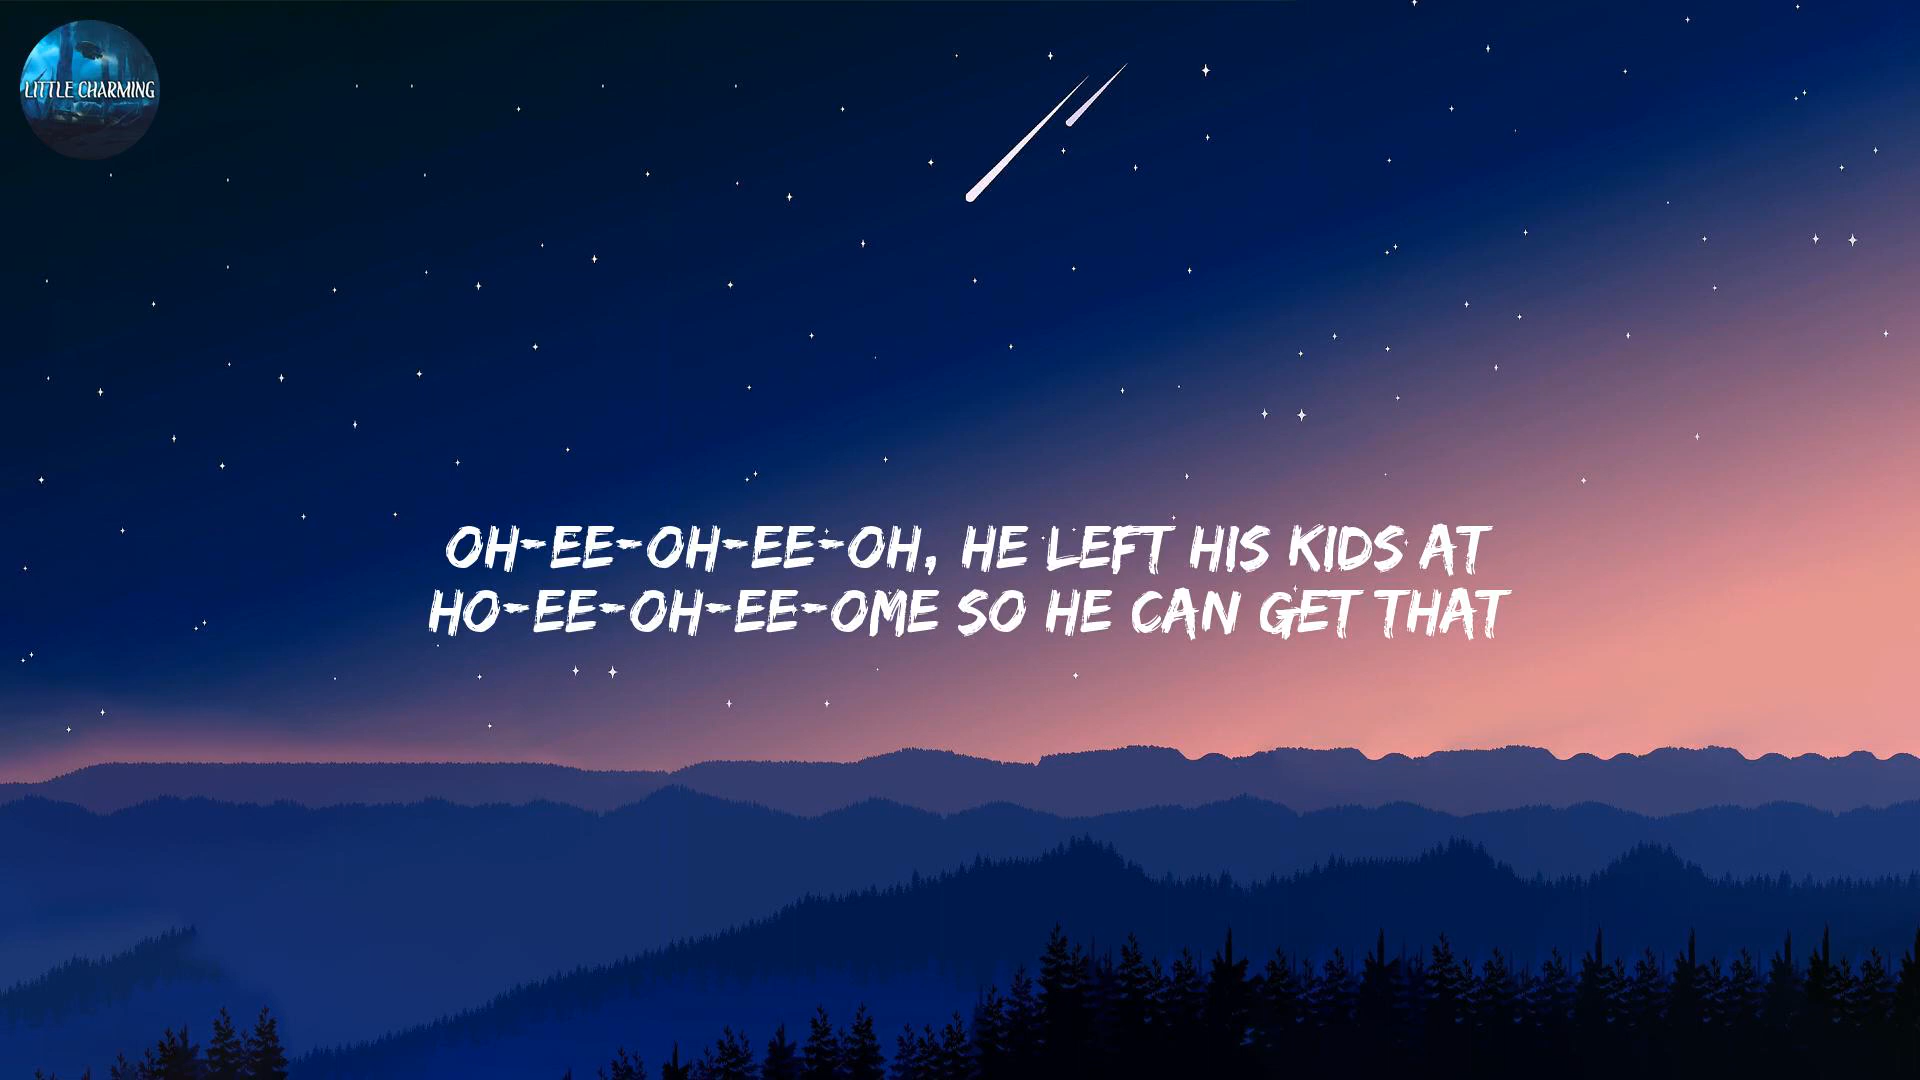 LITTLE CHARMING
OH-EE-OH-EE-OH, HE LEFT HIS KIDS AT
HO-EE-OH-EE-OME SO HE CAN GET THAT